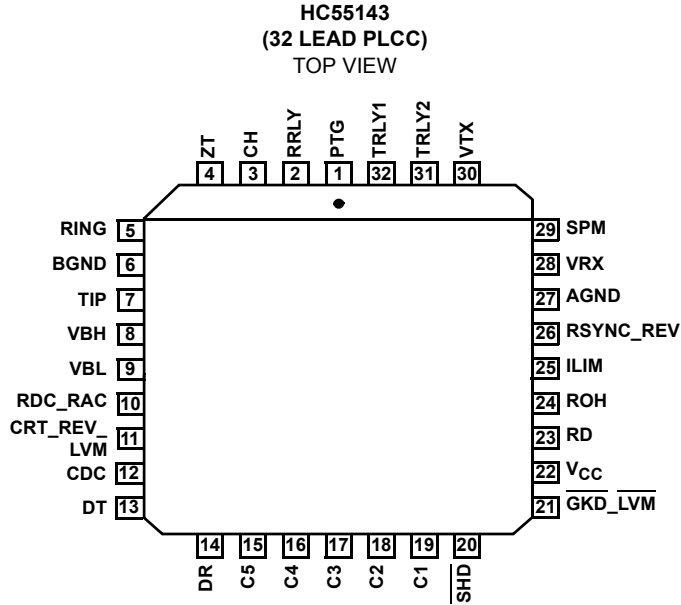 HC55143
(32 LEAD PLCC)
TOP VIEW
ZT CH RRLY PTG TRLY1 TRLY2 VTX
4 3 2 1 32 31 30
RING 5
BGND 6
TIP 7
VBH 8
VBL 9
RDC_RAC 10
CRT_REV_
LVM 11
CDC 12
DT 13
29 SPM
28 VRX
27 AGND
26 RSYNC_REV
25 ILIM
24 ROH
23 RD
22 VCC
21 GKD_LVM
14 15 16 17 18 19 20
DR C5 C4 C3 C2 C1 SHD